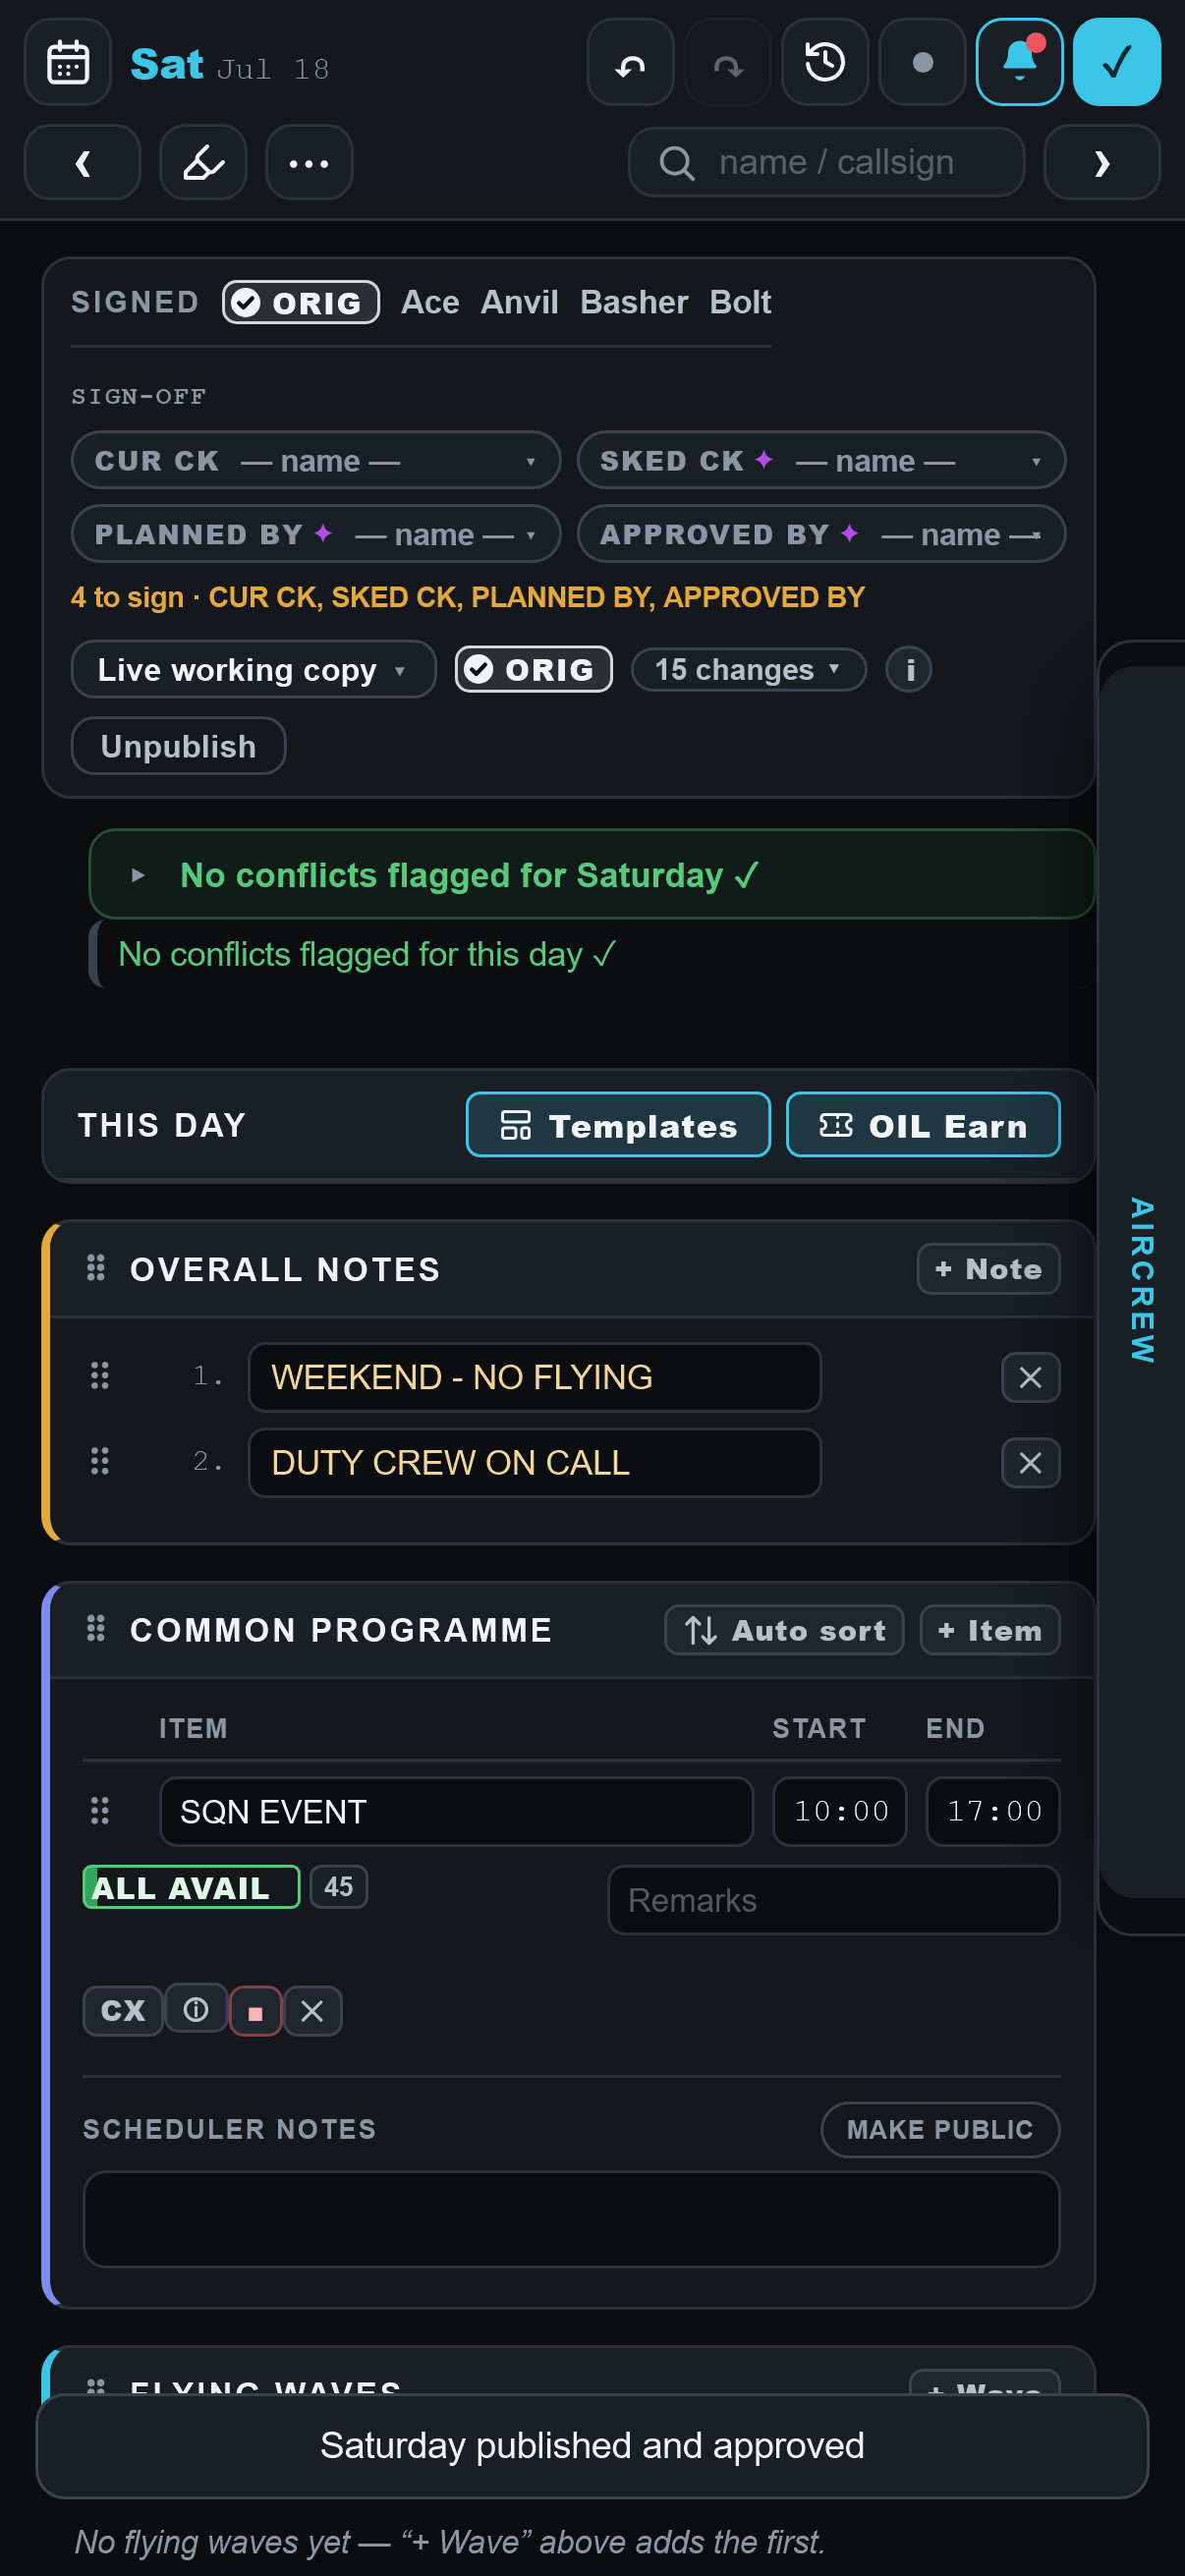 Sat Jul 18
name / callsign
SIGNED ORIG Ace Anvil Basher Bolt
SIGN-OFF
CUR CK — name —
SKED CK ✦ — name —
PLANNED BY ✦ — name —
APPROVED BY ✦ — name —
4 to sign · CUR CK, SKED CK, PLANNED BY, APPROVED BY
Live working copy ORIG 15 changes i
Unpublish
No conflicts flagged for Saturday ✓
No conflicts flagged for this day ✓
THIS DAY Templates OIL Earn
AIRCREW
OVERALL NOTES + Note
1. WEEKEND - NO FLYING
2. DUTY CREW ON CALL
COMMON PROGRAMME Auto sort + Item
ITEM START END
SQN EVENT 10:00 17:00
ALL AVAIL 45 Remarks
CX
SCHEDULER NOTES MAKE PUBLIC
FLYING WAVES + Wave
Saturday published and approved
No flying waves yet — “+ Wave” above adds the first.